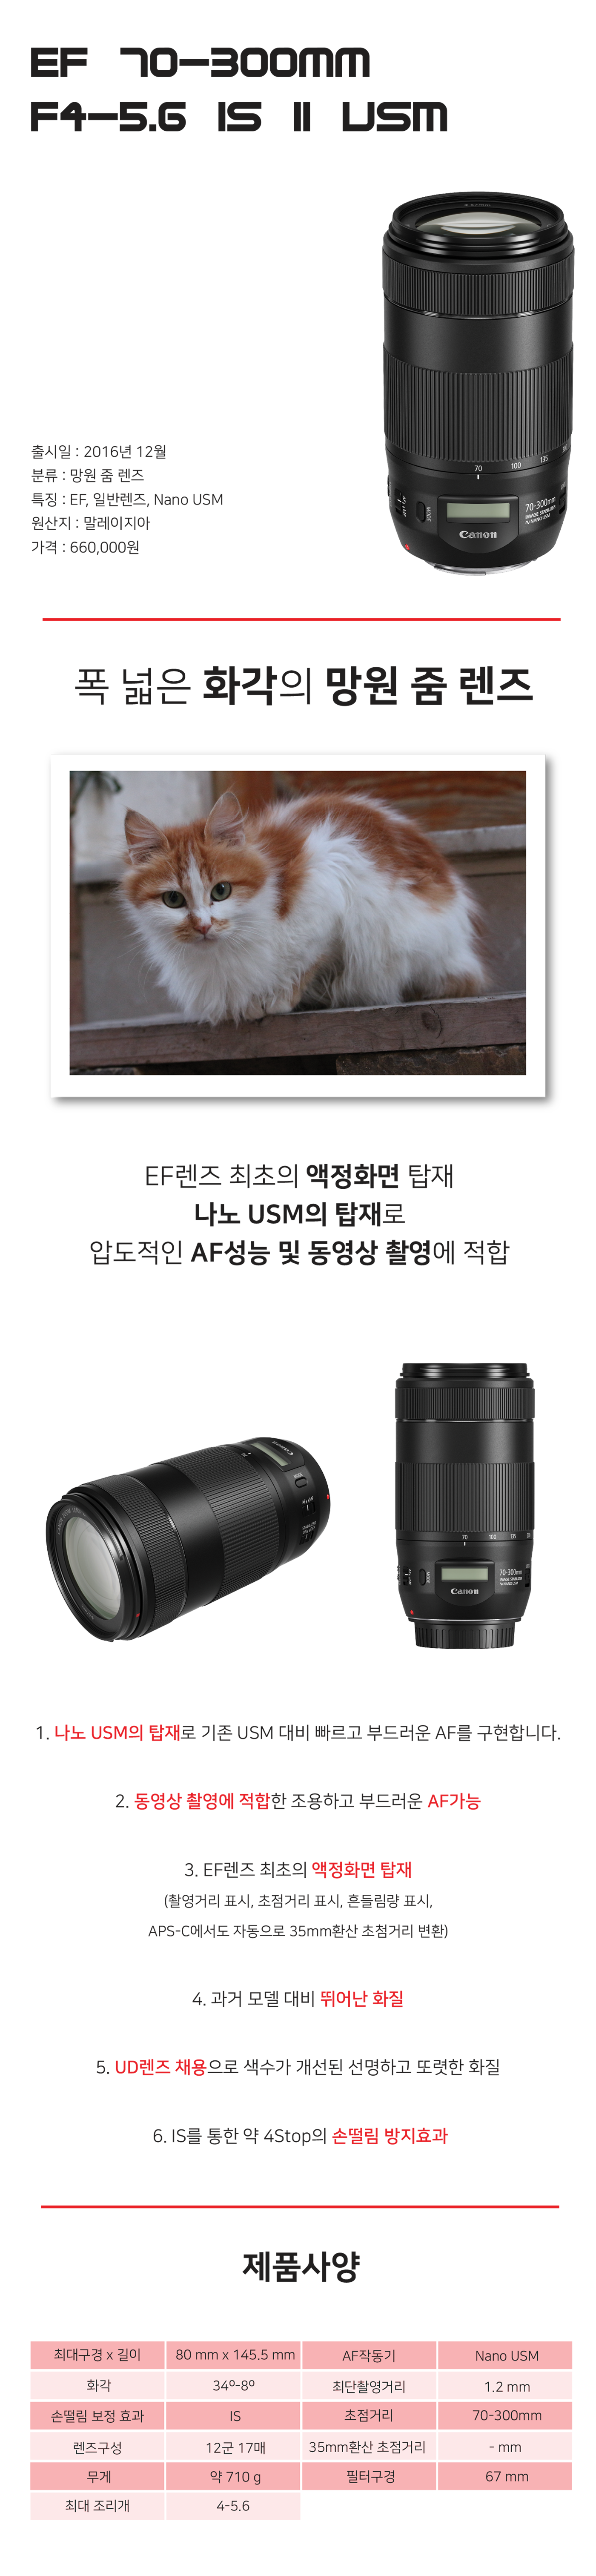 EF 70-300MM
F4-5.6 IS II USM
출시일 : 2016년 12월
분류 : 망원 줌 렌즈
특징 : EF, 일반렌즈, Nano USM
원산지 : 말레이지아
가격 : 660,000원
70 100 135
MODE
70-300mm
IMAGE STABILIZER
NANO USM
Canon
폭 넓은 화각의 망원 줌 렌즈
EF렌즈 최초의 액정화면 탑재
나노 USM의 탑재로
압도적인 AF성능 및 동영상 촬영에 적합
Canon
MODE
70 100 135
MODE
70-300mm
IMAGE STABILIZER
NANO USM
Canon
1. 나노 USM의 탑재로 기존 USM 대비 빠르고 부드러운 AF를 구현합니다.
2. 동영상 촬영에 적합한 조용하고 부드러운 AF가능
3. EF렌즈 최초의 액정화면 탑재
(촬영거리 표시, 초점거리 표시, 흔들림량 표시,
APS-C에서도 자동으로 35mm환산 초첨거리 변환)
4. 과거 모델 대비 뛰어난 화질
5. UD렌즈 채용으로 색수가 개선된 선명하고 또렷한 화질
6. IS를 통한 약 4Stop의 손떨림 방지효과
제품사양
최대구경 x 길이 80 mm x 145.5 mm AF작동기 Nano USM
화각 34º-8º 최단촬영거리 1.2 mm
손떨림 보정 효과 IS 초점거리 70-300mm
렌즈구성 12군 17매 35mm환산 초점거리 - mm
무게 약 710 g 필터구경 67 mm
최대 조리개 4-5.6